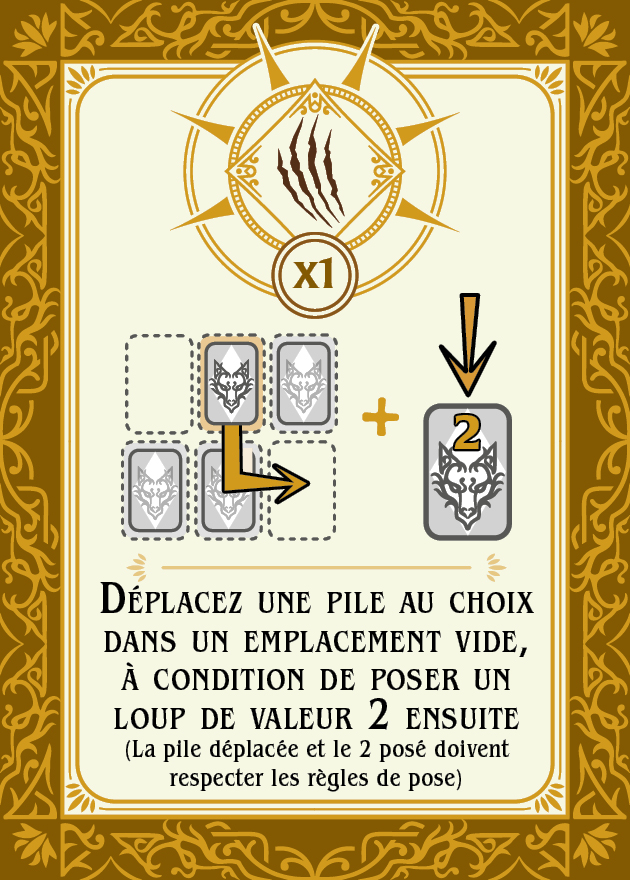 X1
2
Déplacez une pile au choix
dans un emplacement vide,
à condition de poser un
loup de valeur 2 ensuite
(La pile déplacée et le 2 posé doivent
respecter les règles de pose)